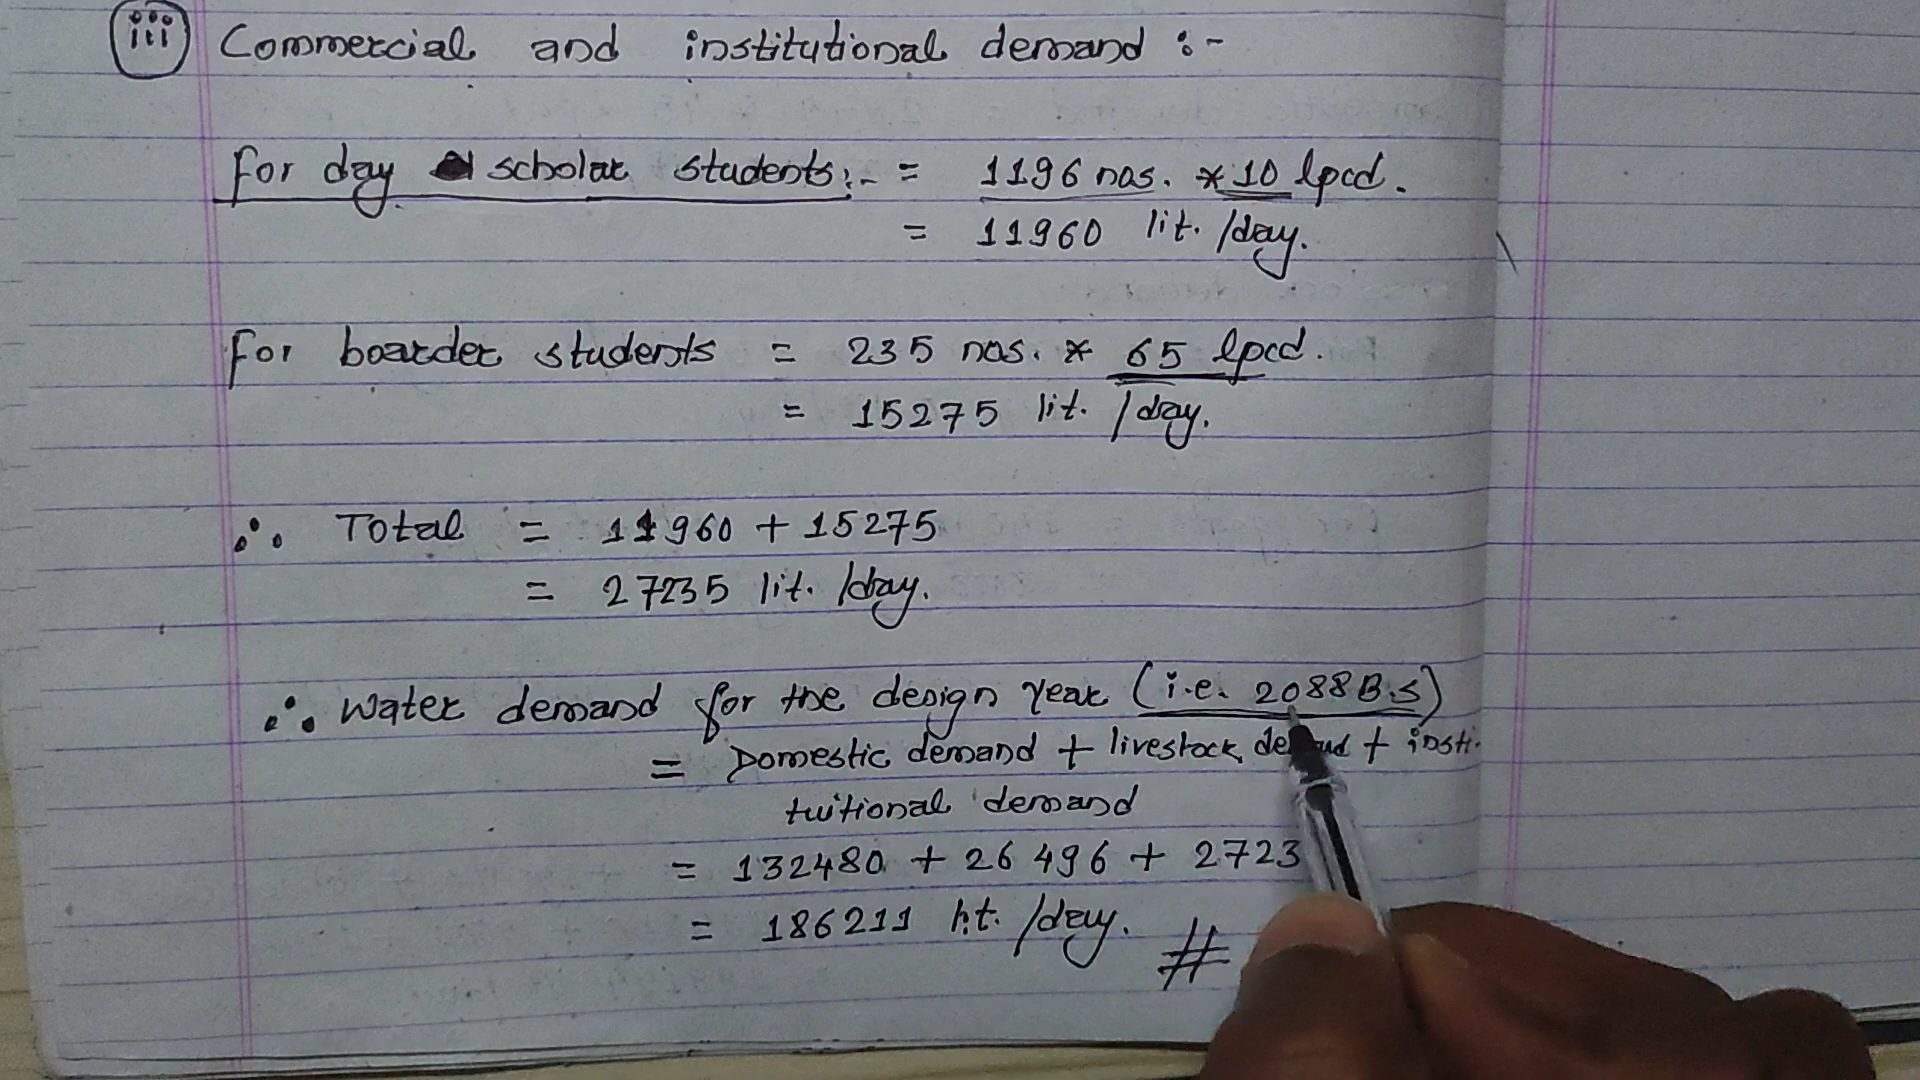 iii Commercial and institutional demand :-
for day scholar students:- = 1196 nos. * 10 lpcd.
= 11960 lit. /day.
for boarder students = 235 nos. * 65 lpcd.
= 15275 lit. /day.
∴ Total = 11960 + 15275
= 27235 lit. /day.
∴ Water demand for the design year (i.e. 2088 B.S)
= Domestic demand + livestock demand + insti-
tuitional demand
= 132480 + 26496 + 2723
= 186211 lit. /day. #